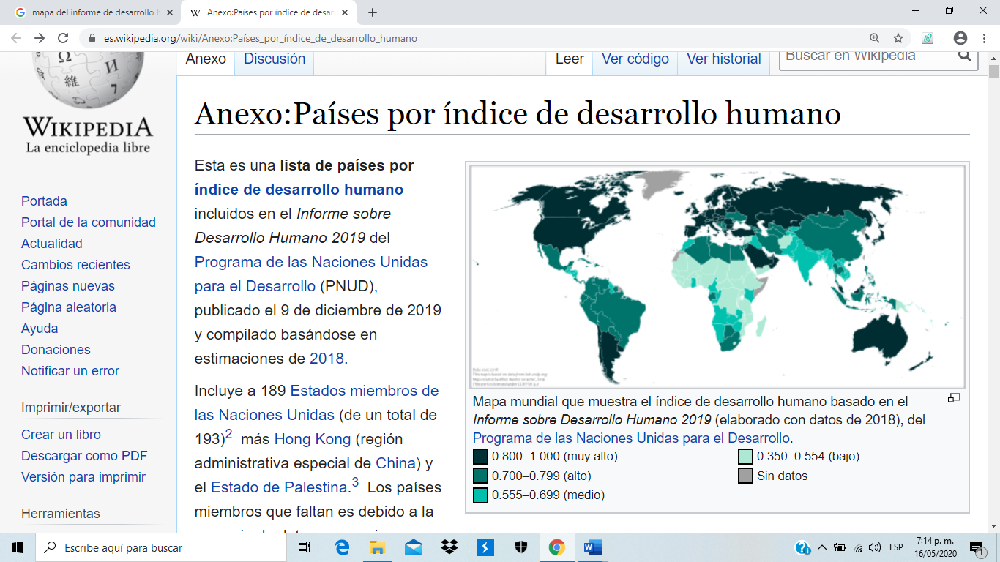 mapa del informe de desarrollo h
Anexo:Países por índice de desar
es.wikipedia.org/wiki/Anexo:Países_por_índice_de_desarrollo_humano
Anexo
Discusión
Leer
Ver código
Ver historial
Buscar en Wikipedia
WIKIPEDIA
La enciclopedia libre
Portada
Portal de la comunidad
Actualidad
Cambios recientes
Páginas nuevas
Página aleatoria
Ayuda
Donaciones
Notificar un error
Imprimir/exportar
Crear un libro
Descargar como PDF
Versión para imprimir
Herramientas
Anexo:Países por índice de desarrollo humano
Esta es una lista de países por
índice de desarrollo humano
incluidos en el Informe sobre
Desarrollo Humano 2019 del
Programa de las Naciones Unidas
para el Desarrollo (PNUD),
publicado el 9 de diciembre de 2019
y compilado basándose en
estimaciones de 2018.
Incluye a 189 Estados miembros de
las Naciones Unidas (de un total de
193)2 más Hong Kong (región
administrativa especial de China) y
el Estado de Palestina.3 Los países
miembros que faltan es debido a la
Mapa mundial que muestra el índice de desarrollo humano basado en el
Informe sobre Desarrollo Humano 2019 (elaborado con datos de 2018), del
Programa de las Naciones Unidas para el Desarrollo.
0.800–1.000 (muy alto)
0.700–0.799 (alto)
0.555–0.699 (medio)
0.350–0.554 (bajo)
Sin datos
Escribe aquí para buscar
ESP
7:14 p. m.
16/05/2020
1